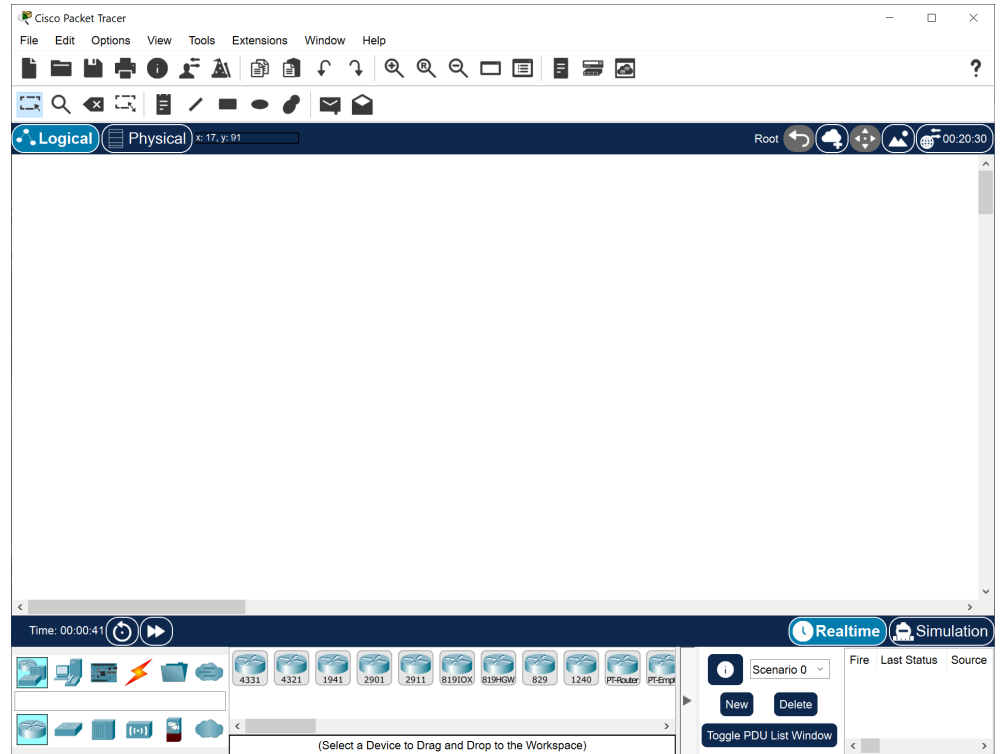 Cisco Packet Tracer
File Edit Options View Tools Extensions Window Help
Logical Physical x: 17, y: 91 Root 00:20:30
Time: 00:00:41 Realtime Simulation
4331 4321 1941 2901 2911 819IOX 819HGW 829 1240 PT-Router PT-Empt
Scenario 0 Fire Last Status Source
New Delete
Toggle PDU List Window
(Select a Device to Drag and Drop to the Workspace)